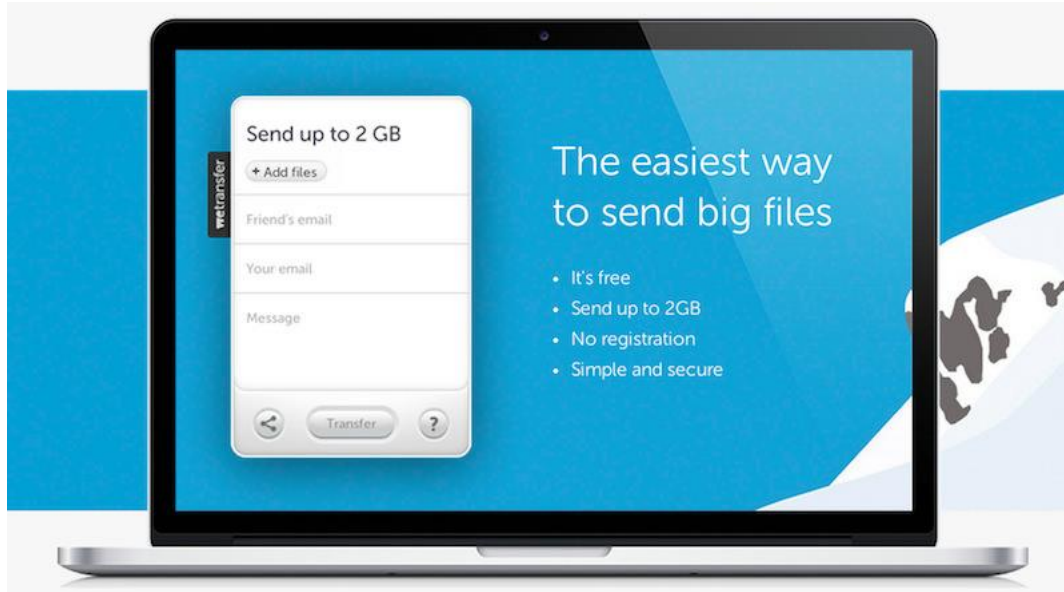 Send up to 2 GB
+ Add files
wetransfer
Friend's email
Your email
Message
Transfer
?
The easiest way
to send big files
• It's free
• Send up to 2GB
• No registration
• Simple and secure